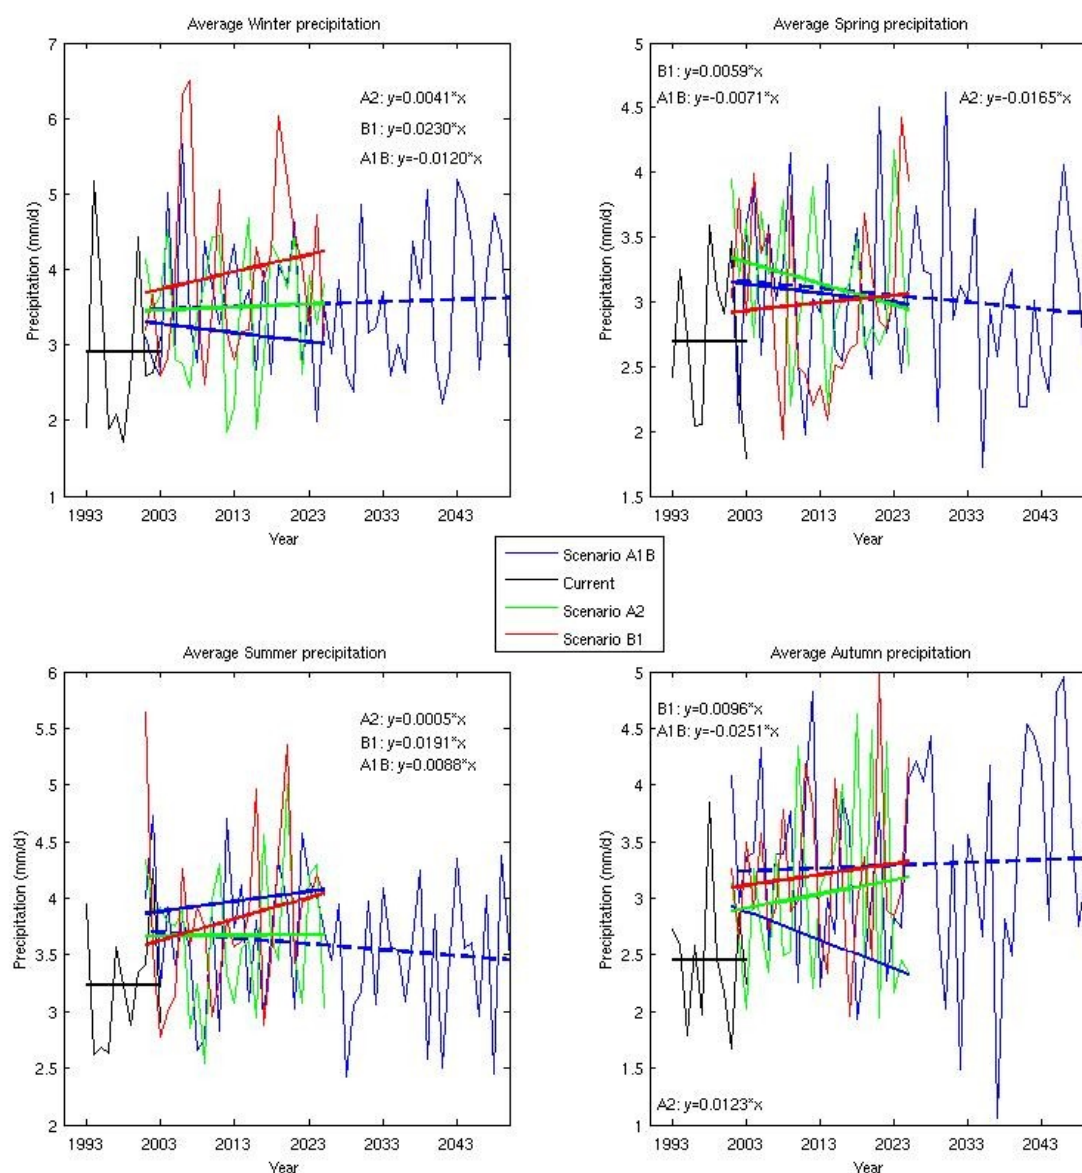 Average Winter precipitation
7
6
5
4
3
2
1
Precipitation (mm/d)
A2: y=0.0041*x
B1: y=0.0230*x
A1B: y=-0.0120*x
1993 2003 2013 2023 2033 2043
Year
Average Spring precipitation
5
4.5
4
3.5
3
2.5
2
1.5
Precipitation (mm/d)
B1: y=0.0059*x
A1B: y=-0.0071*x A2: y=-0.0165*x
1993 2003 2013 2023 2033 2043
Year
Scenario A1B
Current
Scenario A2
Scenario B1
Average Summer precipitation
6
5.5
5
4.5
4
3.5
3
2.5
2
Precipitation (mm/d)
A2: y=0.0005*x
B1: y=0.0191*x
A1B: y=0.0088*x
1993 2003 2013 2023 2033 2043
Year
Average Autumn precipitation
5
4.5
4
3.5
3
2.5
2
1.5
1
Precipitation (mm/d)
B1: y=0.0096*x
A1B: y=-0.0251*x
A2: y=0.0123*x
1993 2003 2013 2023 2033 2043
Year